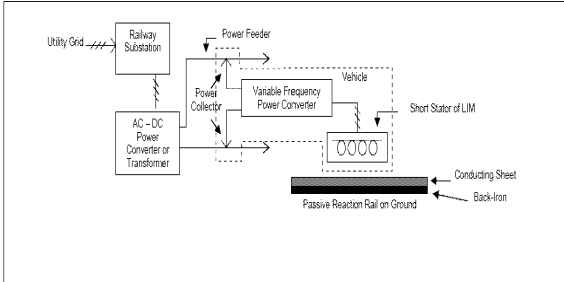 Utility Grid
Railway
Substation
Power Feeder
Vehicle
Power
Collector
Variable Frequency
Power Converter
Short Stator of LIM
AC – DC
Power
Converter or
Transformer
Conducting Sheet
Back-Iron
Passive Reaction Rail on Ground